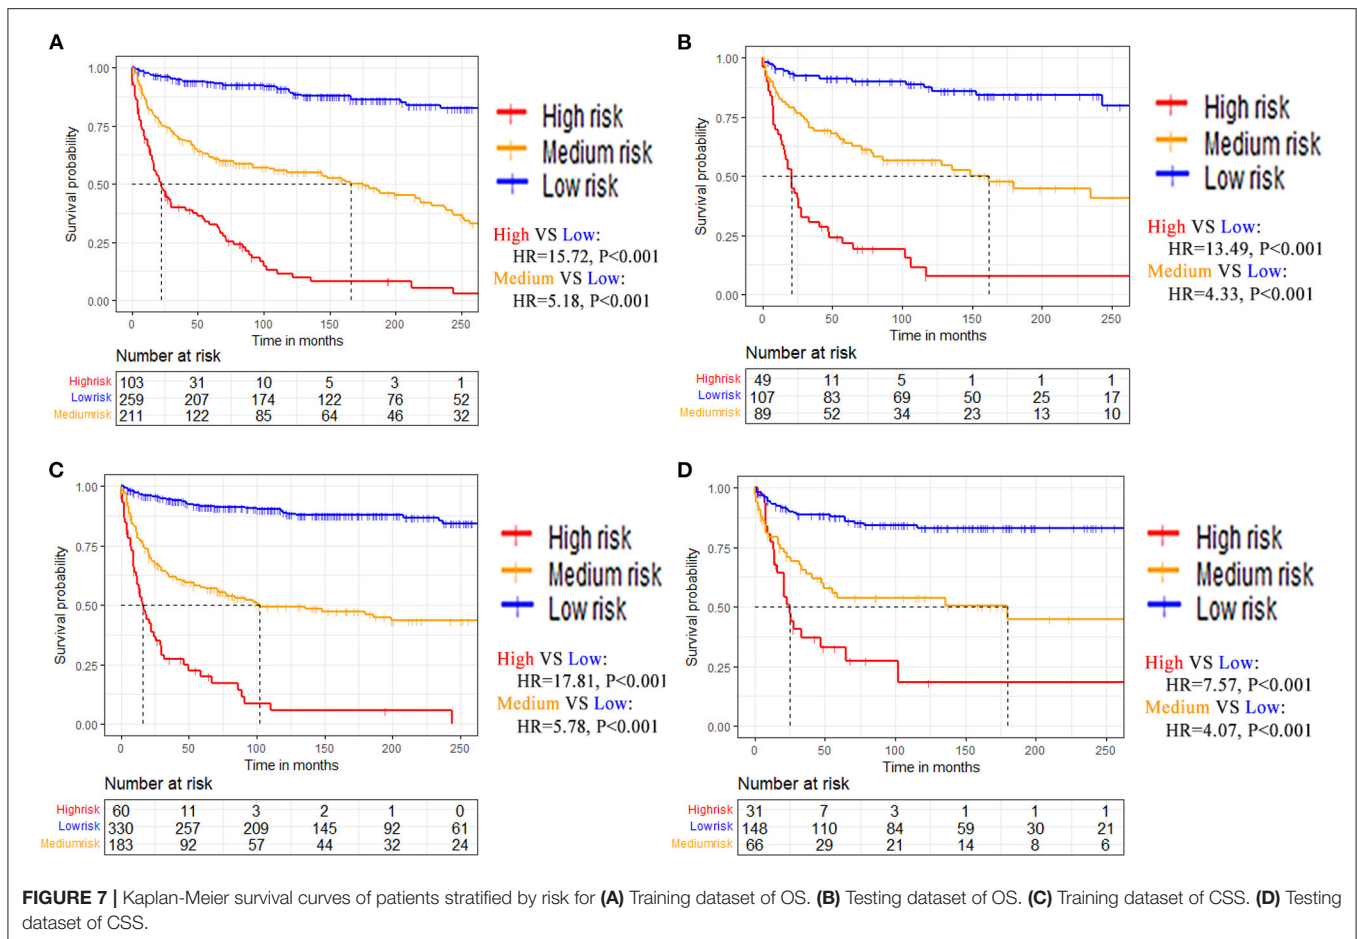 A
Survival probability
1.00
0.75
0.50
0.25
0.00
0 50 100 150 200 250
Time in months
High risk
Medium risk
Low risk
High VS Low:
HR=15.72, P<0.001
Medium VS Low:
HR=5.18, P<0.001
Number at risk
Highrisk 103 31 10 5 3 1
Lowrisk 259 207 174 122 76 52
Mediumrisk 211 122 85 64 46 32
B
Survival probability
1.00
0.75
0.50
0.25
0.00
0 50 100 150 200 250
Time in months
High risk
Medium risk
Low risk
High VS Low:
HR=13.49, P<0.001
Medium VS Low:
HR=4.33, P<0.001
Number at risk
Highrisk 49 11 5 1 1 1
Lowrisk 107 83 69 50 25 17
Mediumrisk 89 52 34 23 13 10
C
Survival probability
1.00
0.75
0.50
0.25
0.00
0 50 100 150 200 250
Time in months
High risk
Medium risk
Low risk
High VS Low:
HR=17.81, P<0.001
Medium VS Low:
HR=5.78, P<0.001
Number at risk
Highrisk 60 11 3 2 1 0
Lowrisk 330 257 209 145 92 61
Mediumrisk 183 92 57 44 32 24
D
Survival probability
1.00
0.75
0.50
0.25
0.00
0 50 100 150 200 250
Time in months
High risk
Medium risk
Low risk
High VS Low:
HR=7.57, P<0.001
Medium VS Low:
HR=4.07, P<0.001
Number at risk
Highrisk 31 7 3 1 1 1
Lowrisk 148 110 84 59 30 21
Mediumrisk 66 29 21 14 8 6
FIGURE 7 | Kaplan-Meier survival curves of patients stratified by risk for (A) Training dataset of OS. (B) Testing dataset of OS. (C) Training dataset of CSS. (D) Testing
dataset of CSS.